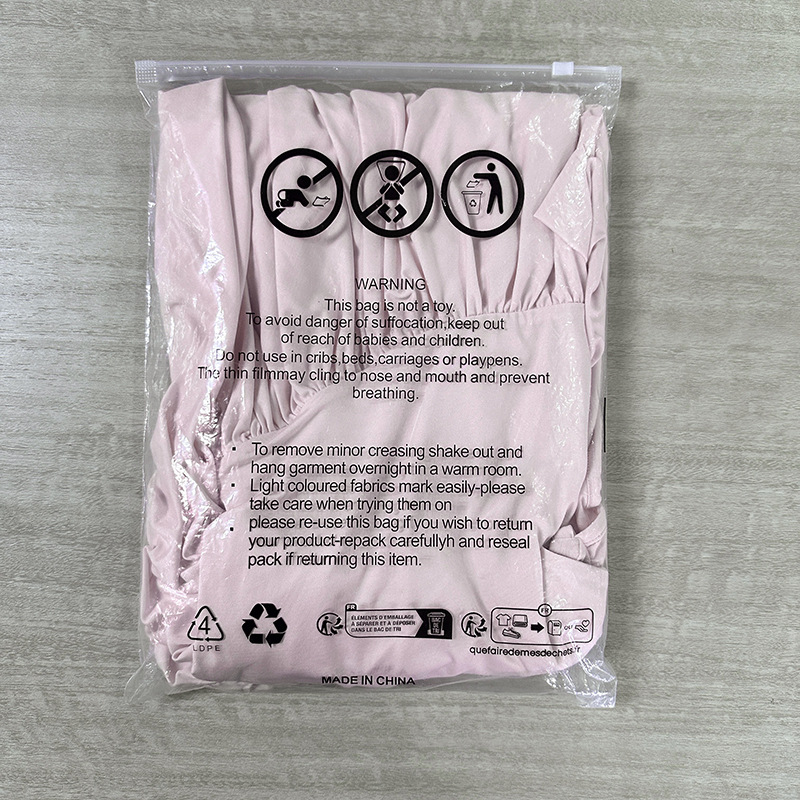 WARNING
This bag is not a toy.
To avoid danger of suffocation,keep out
of reach of babies and children.
Do not use in cribs,beds,carriages or playpens.
The thin filmmay cling to nose and mouth and prevent
breathing.
· To remove minor creasing shake out and
hang garment overnight in a warm room.
· Light coloured fabrics mark easily-please
take care when trying them on
· please re-use this bag if you wish to return
your product-repack carefullyh and reseal
pack if returning this item.
4
LDPE
FR
ÉLÉMENTS D'EMBALLAGE
À SÉPARER ET À DÉPOSER
DANS LE BAC DE TRI
BAC
DE
TRI
FR
OU
quefairedemesdechets.fr
MADE IN CHINA